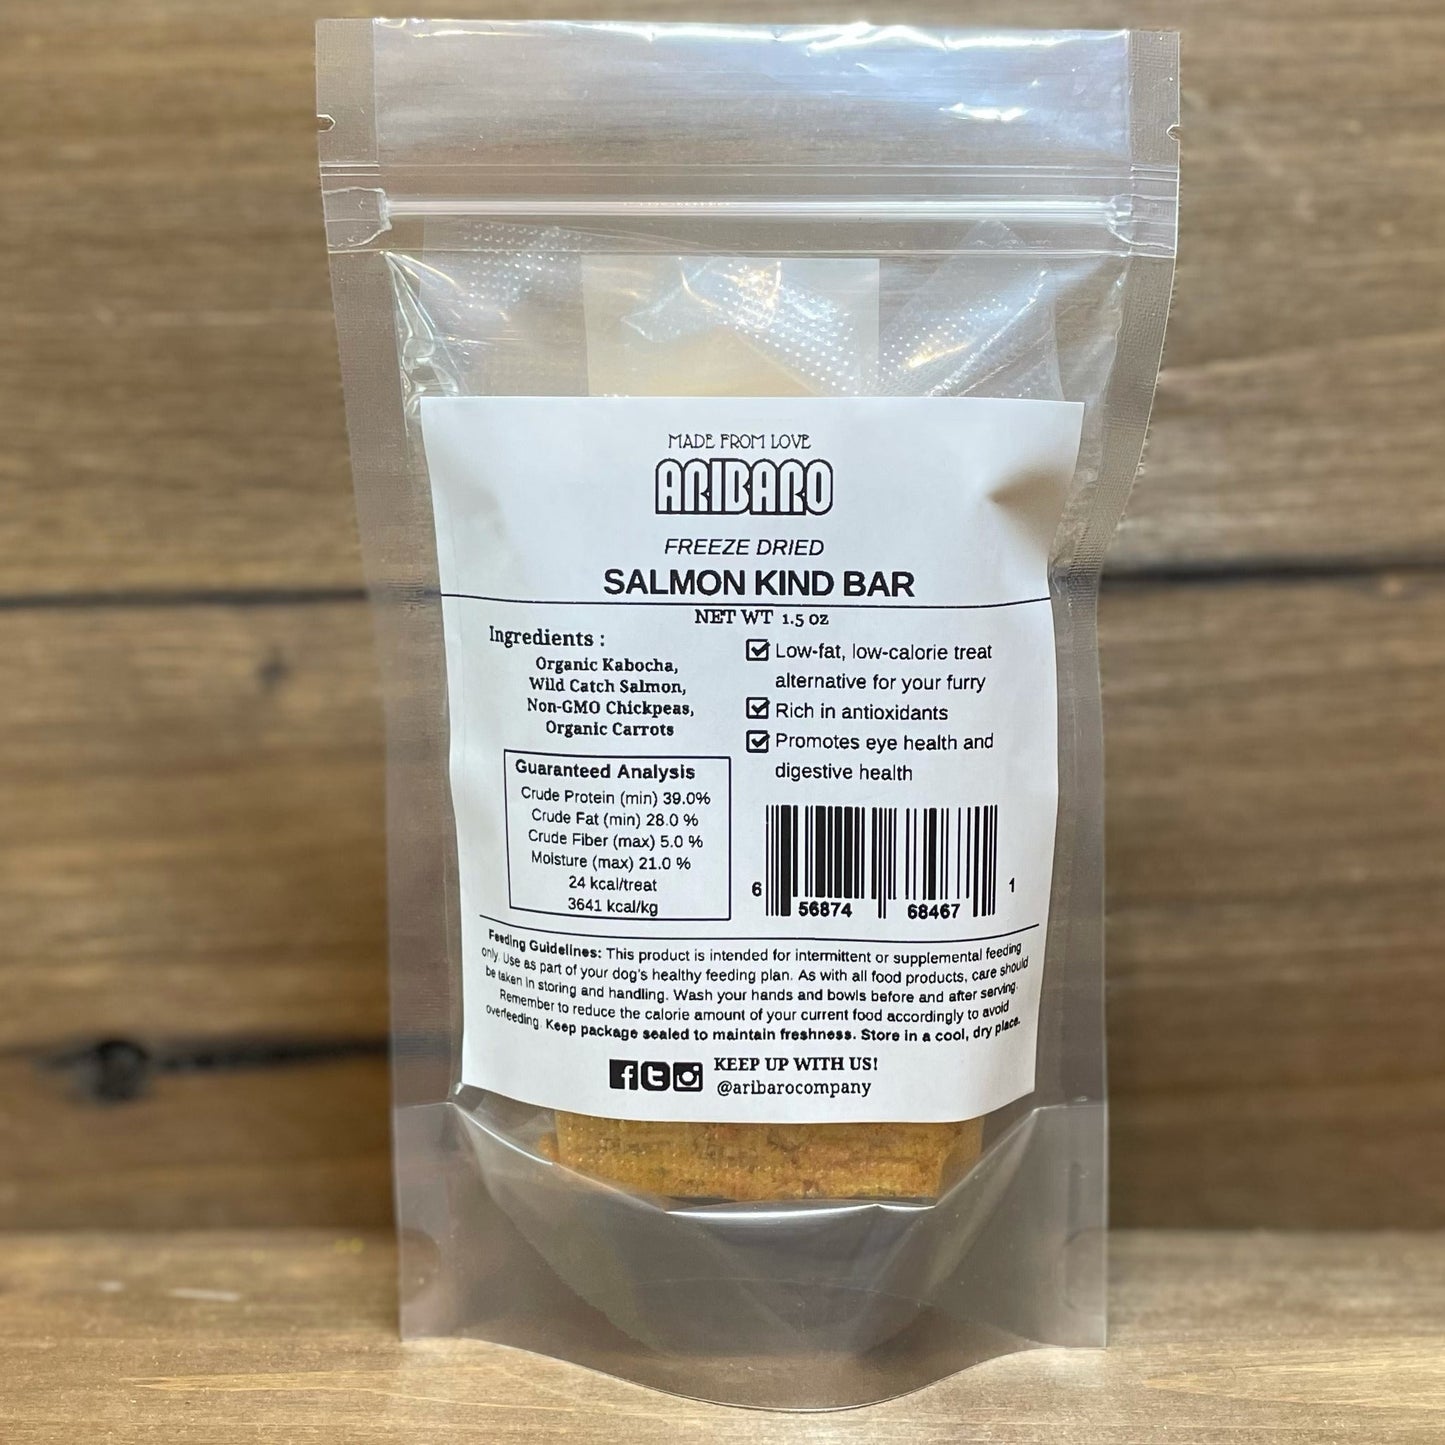 MADE FROM LOVE
ARIBARO
FREEZE DRIED
SALMON KIND BAR
NET WT 1.5 oz
Ingredients :
Organic Kabocha,
Wild Catch Salmon,
Non-GMO Chickpeas,
Organic Carrots
Guaranteed Analysis
Crude Protein (min) 39.0%
Crude Fat (min) 28.0 %
Crude Fiber (max) 5.0 %
Moisture (max) 21.0 %
24 kcal/treat
3641 kcal/kg
Low-fat, low-calorie treat
alternative for your furry
Rich in antioxidants
Promotes eye health and
digestive health
6 56874 68467 1
Feeding Guidelines: This product is intended for intermittent or supplemental feeding
only. Use as part of your dog's healthy feeding plan. As with all food products, care should
be taken in storing and handling. Wash your hands and bowls before and after serving.
Remember to reduce the calorie amount of your current food accordingly to avoid
overfeeding. Keep package sealed to maintain freshness. Store in a cool, dry place.
KEEP UP WITH US!
@aribarocompany